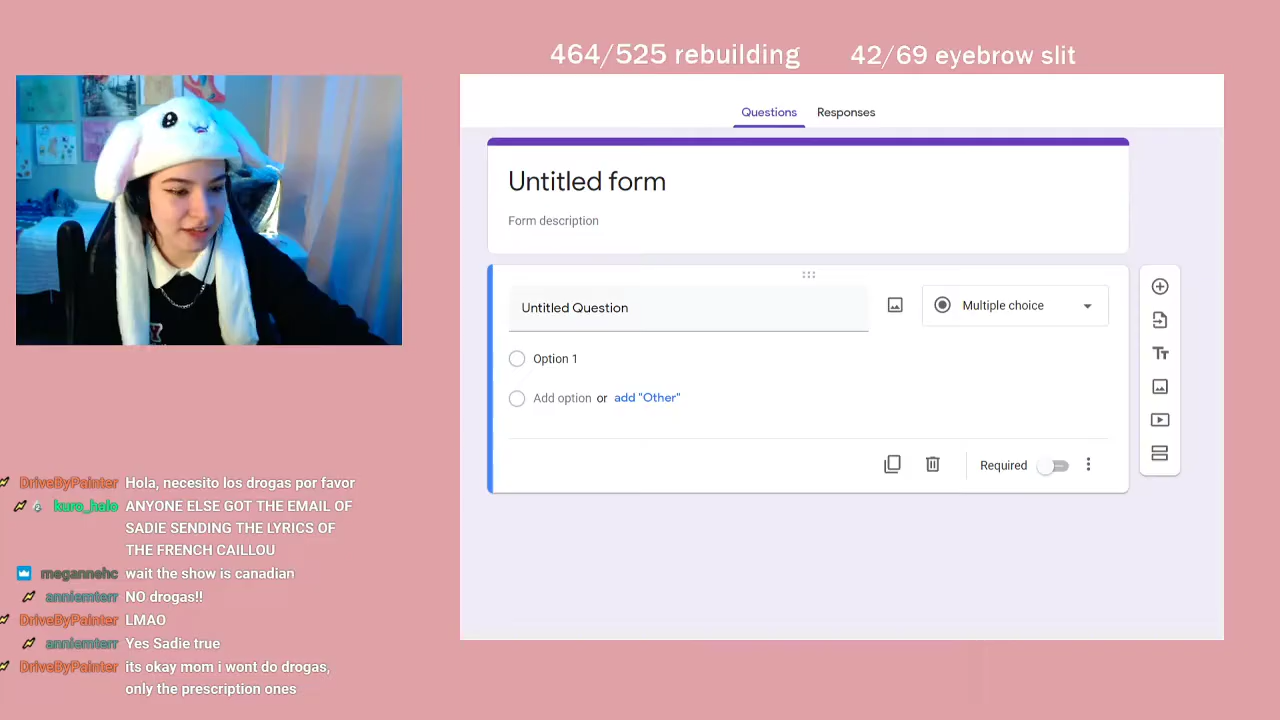 464/525 rebuilding
42/69 eyebrow slit
Questions
Responses
Untitled form
Form description
Untitled Question
Multiple choice
Option 1
Add option or add "Other"
Required
DriveByPainter Hola, necesito los drogas por favor
kuro_halo ANYONE ELSE GOT THE EMAIL OF
SADIE SENDING THE LYRICS OF
THE FRENCH CAILLOU
megannehc wait the show is canadian
anniemterr NO drogas!!
DriveByPainter LMAO
anniemterr Yes Sadie true
DriveByPainter its okay mom i wont do drogas,
only the prescription ones